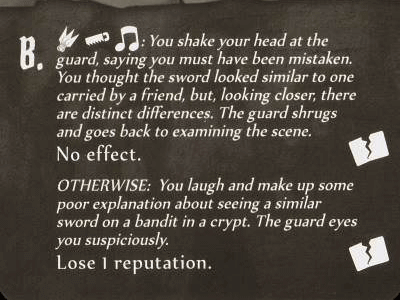 B. : You shake your head at the
guard, saying you must have been mistaken.
You thought the sword looked similar to one
carried by a friend, but, looking closer, there
are distinct differences. The guard shrugs
and goes back to examining the scene.
No effect.
OTHERWISE: You laugh and make up some
poor explanation about seeing a similar
sword on a bandit in a crypt. The guard eyes
you suspiciously.
Lose 1 reputation.